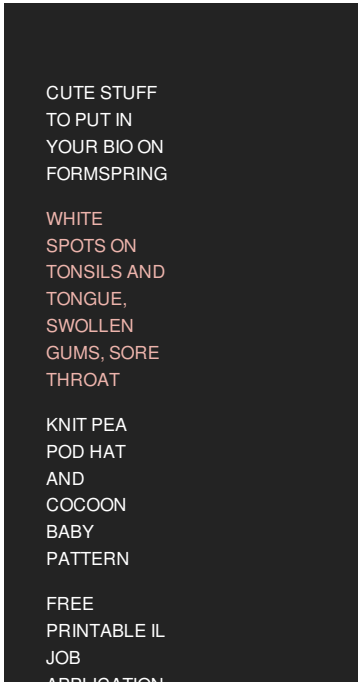 CUTE STUFF
TO PUT IN
YOUR BIO ON
FORMSPRING
WHITE
SPOTS ON
TONSILS AND
TONGUE,
SWOLLEN
GUMS, SORE
THROAT
KNIT PEA
POD HAT
AND
COCOON
BABY
PATTERN
FREE
PRINTABLE IL
JOB
APPLICATION